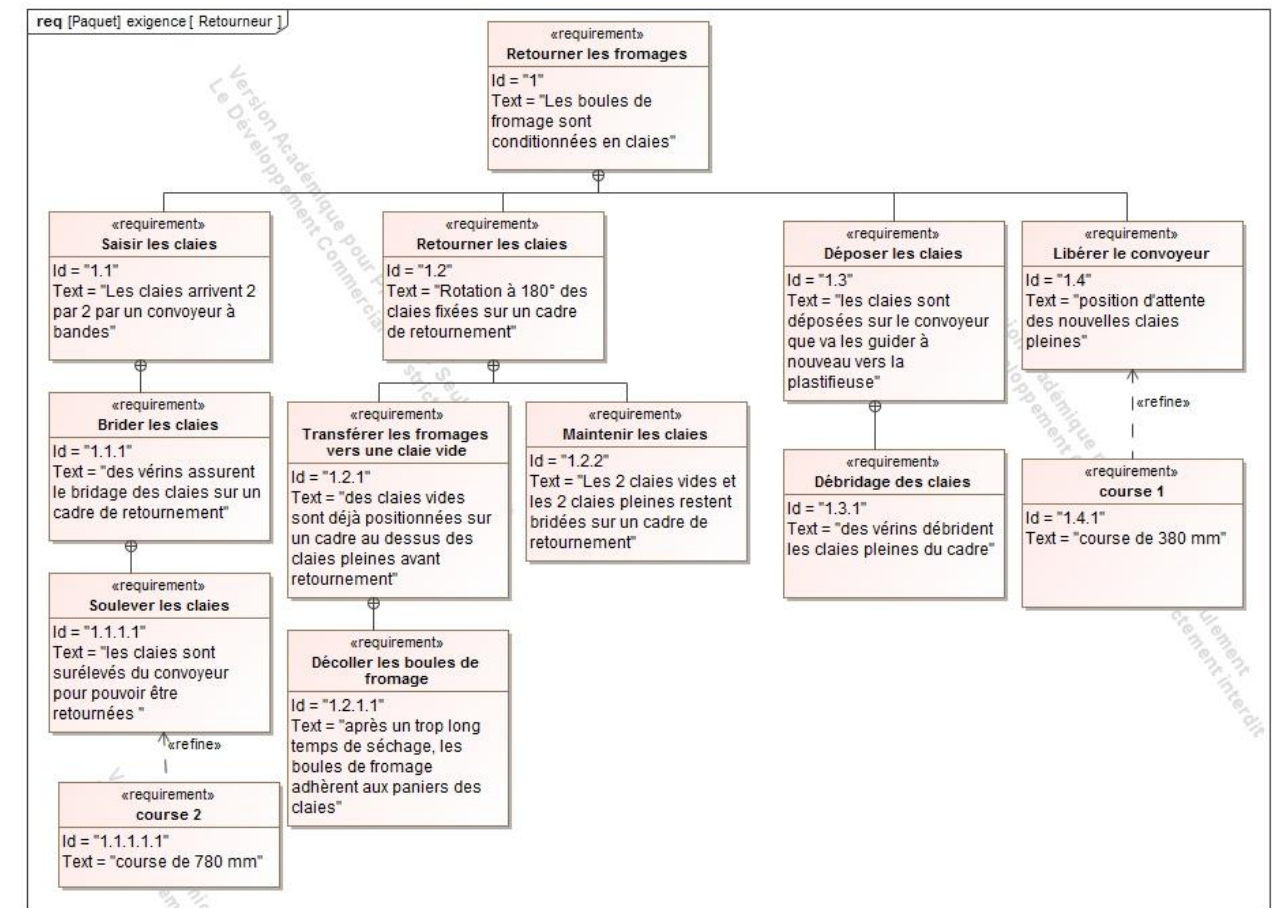 req [Paquet] exigence [ Retourneur ]
«requirement»
Retourner les fromages
Id = "1"
Text = "Les boules de
fromage sont
conditionnées en claies"
«requirement»
Saisir les claies
Id = "1.1"
Text = "Les claies arrivent 2
par 2 par un convoyeur à
bandes"
«requirement»
Brider les claies
Id = "1.1.1"
Text = "des vérins assurent
le bridage des claies sur un
cadre de retournement"
«requirement»
Soulever les claies
Id = "1.1.1.1"
Text = "les claies sont
surélevés du convoyeur
pour pouvoir être
retournées "
«refine»
«requirement»
course 2
Id = "1.1.1.1.1"
Text = "course de 780 mm"
«requirement»
Retourner les claies
Id = "1.2"
Text = "Rotation à 180° des
claies fixées sur un cadre
de retournement"
«requirement»
Transférer les fromages
vers une claie vide
Id = "1.2.1"
Text = "des claies vides
sont déjà positionnées sur
un cadre au dessus des
claies pleines avant
retournement"
«requirement»
Décoller les boules de
fromage
Id = "1.2.1.1"
Text = "après un trop long
temps de séchage, les
boules de fromage
adhèrent aux paniers des
claies"
«requirement»
Maintenir les claies
Id = "1.2.2"
Text = "Les 2 claies vides et
les 2 claies pleines restent
bridées sur un cadre de
retournement"
«requirement»
Déposer les claies
Id = "1.3"
Text = "les claies sont
déposées sur le convoyeur
que va les guider à
nouveau vers la
plastifieuse"
«requirement»
Débridage des claies
Id = "1.3.1"
Text = "des vérins débrident
les claies pleines du cadre"
«requirement»
Libérer le convoyeur
Id = "1.4"
Text = "position d'attente
des nouvelles claies
pleines"
«refine»
«requirement»
course 1
Id = "1.4.1"
Text = "course de 380 mm"
Version Académique pour
Le Développement Commercial